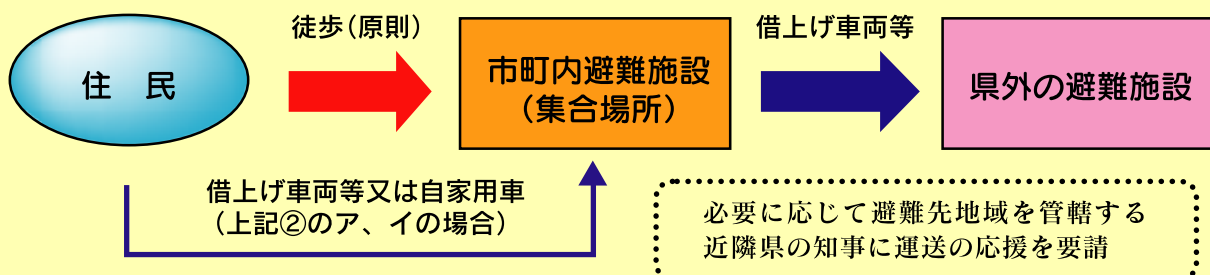 徒歩(原則)
借上げ車両等
住　民
市町内避難施設
(集合場所)
県外の避難施設
借上げ車両等又は自家用車
(上記②のア、イの場合)
必要に応じて避難先地域を管轄する
近隣県の知事に運送の応援を要請